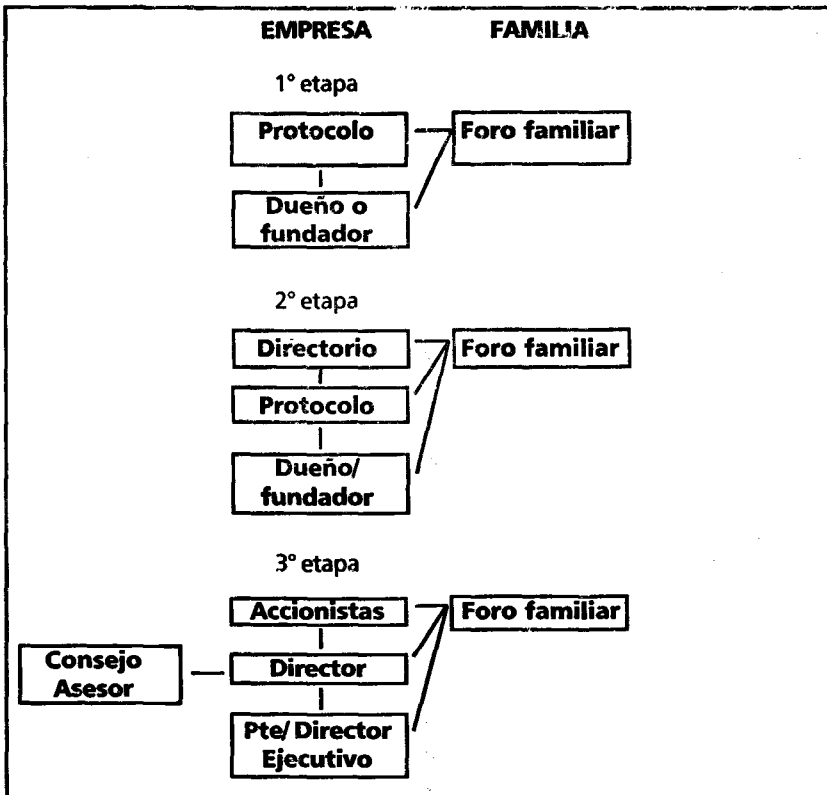 EMPRESA FAMILIA
1° etapa
Protocolo Foro familiar
Dueño o
fundador
2° etapa
Directorio Foro familiar
Protocolo
Dueño/
fundador
3° etapa
Accionistas Foro familiar
Consejo
Asesor
Director
Pte/Director
Ejecutivo